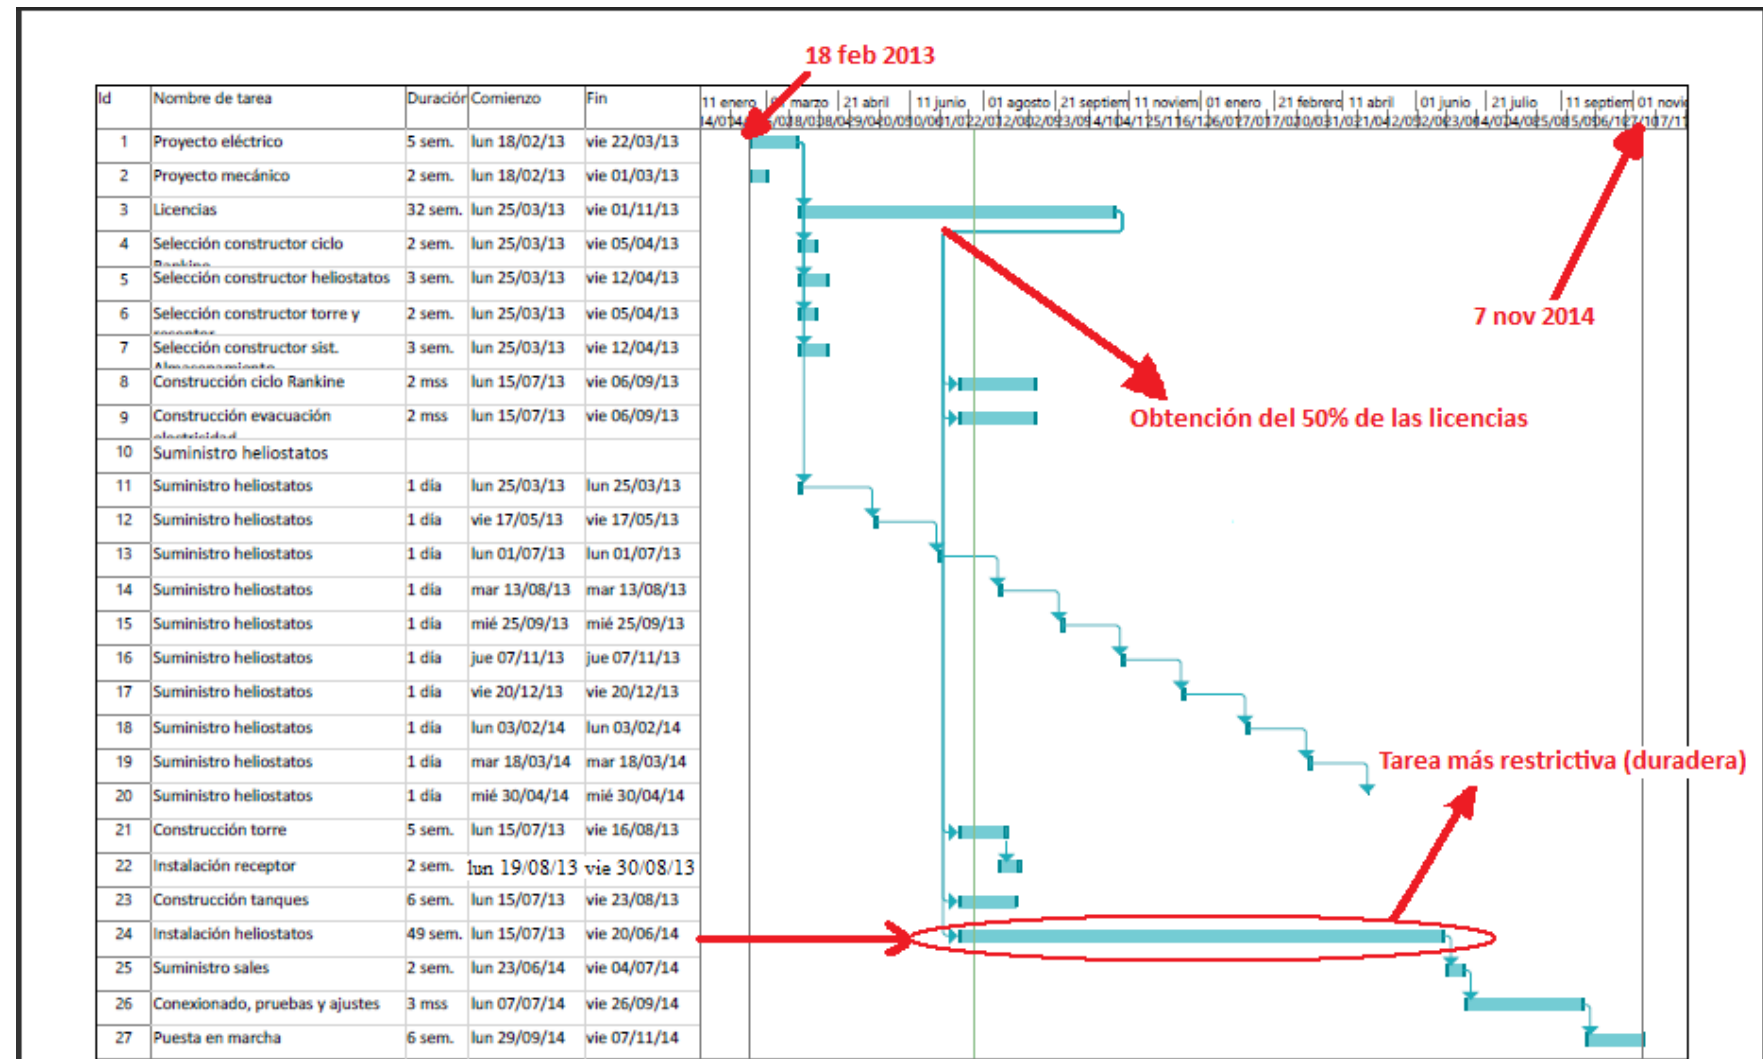 18 feb 2013
Id Nombre de tarea Duración Comienzo Fin
11 enero marzo 21 abril 11 junio 01 agosto 21 septiem 11 noviem 01 enero 21 febrero 11 abril 01 junio 21 julio 11 septiem 01 novie
1 Proyecto eléctrico 5 sem. lun 18/02/13 vie 22/03/13
2 Proyecto mecánico 2 sem. lun 18/02/13 vie 01/03/13
3 Licencias 32 sem. lun 25/03/13 vie 01/11/13
4 Selección constructor ciclo 2 sem. lun 25/03/13 vie 05/04/13
Rankine
5 Selección constructor heliostatos 3 sem. lun 25/03/13 vie 12/04/13
6 Selección constructor torre y 2 sem. lun 25/03/13 vie 05/04/13
receptor
7 Selección constructor sist. 3 sem. lun 25/03/13 vie 12/04/13
Almacenamiento
7 nov 2014
8 Construcción ciclo Rankine 2 mss lun 15/07/13 vie 06/09/13
9 Construcción evacuación 2 mss lun 15/07/13 vie 06/09/13
electricidad
Obtención del 50% de las licencias
10 Suministro heliostatos
11 Suministro heliostatos 1 día lun 25/03/13 lun 25/03/13
12 Suministro heliostatos 1 día vie 17/05/13 vie 17/05/13
13 Suministro heliostatos 1 día lun 01/07/13 lun 01/07/13
14 Suministro heliostatos 1 día mar 13/08/13 mar 13/08/13
15 Suministro heliostatos 1 día mié 25/09/13 mié 25/09/13
16 Suministro heliostatos 1 día jue 07/11/13 jue 07/11/13
17 Suministro heliostatos 1 día vie 20/12/13 vie 20/12/13
18 Suministro heliostatos 1 día lun 03/02/14 lun 03/02/14
19 Suministro heliostatos 1 día mar 18/03/14 mar 18/03/14
Tarea más restrictiva (duradera)
20 Suministro heliostatos 1 día mié 30/04/14 mié 30/04/14
21 Construcción torre 5 sem. lun 15/07/13 vie 16/08/13
22 Instalación receptor 2 sem. lun 19/08/13 vie 30/08/13
23 Construcción tanques 6 sem. lun 15/07/13 vie 23/08/13
24 Instalación heliostatos 49 sem. lun 15/07/13 vie 20/06/14
25 Suministro sales 2 sem. lun 23/06/14 vie 04/07/14
26 Conexionado, pruebas y ajustes 3 mss lun 07/07/14 vie 26/09/14
27 Puesta en marcha 6 sem. lun 29/09/14 vie 07/11/14